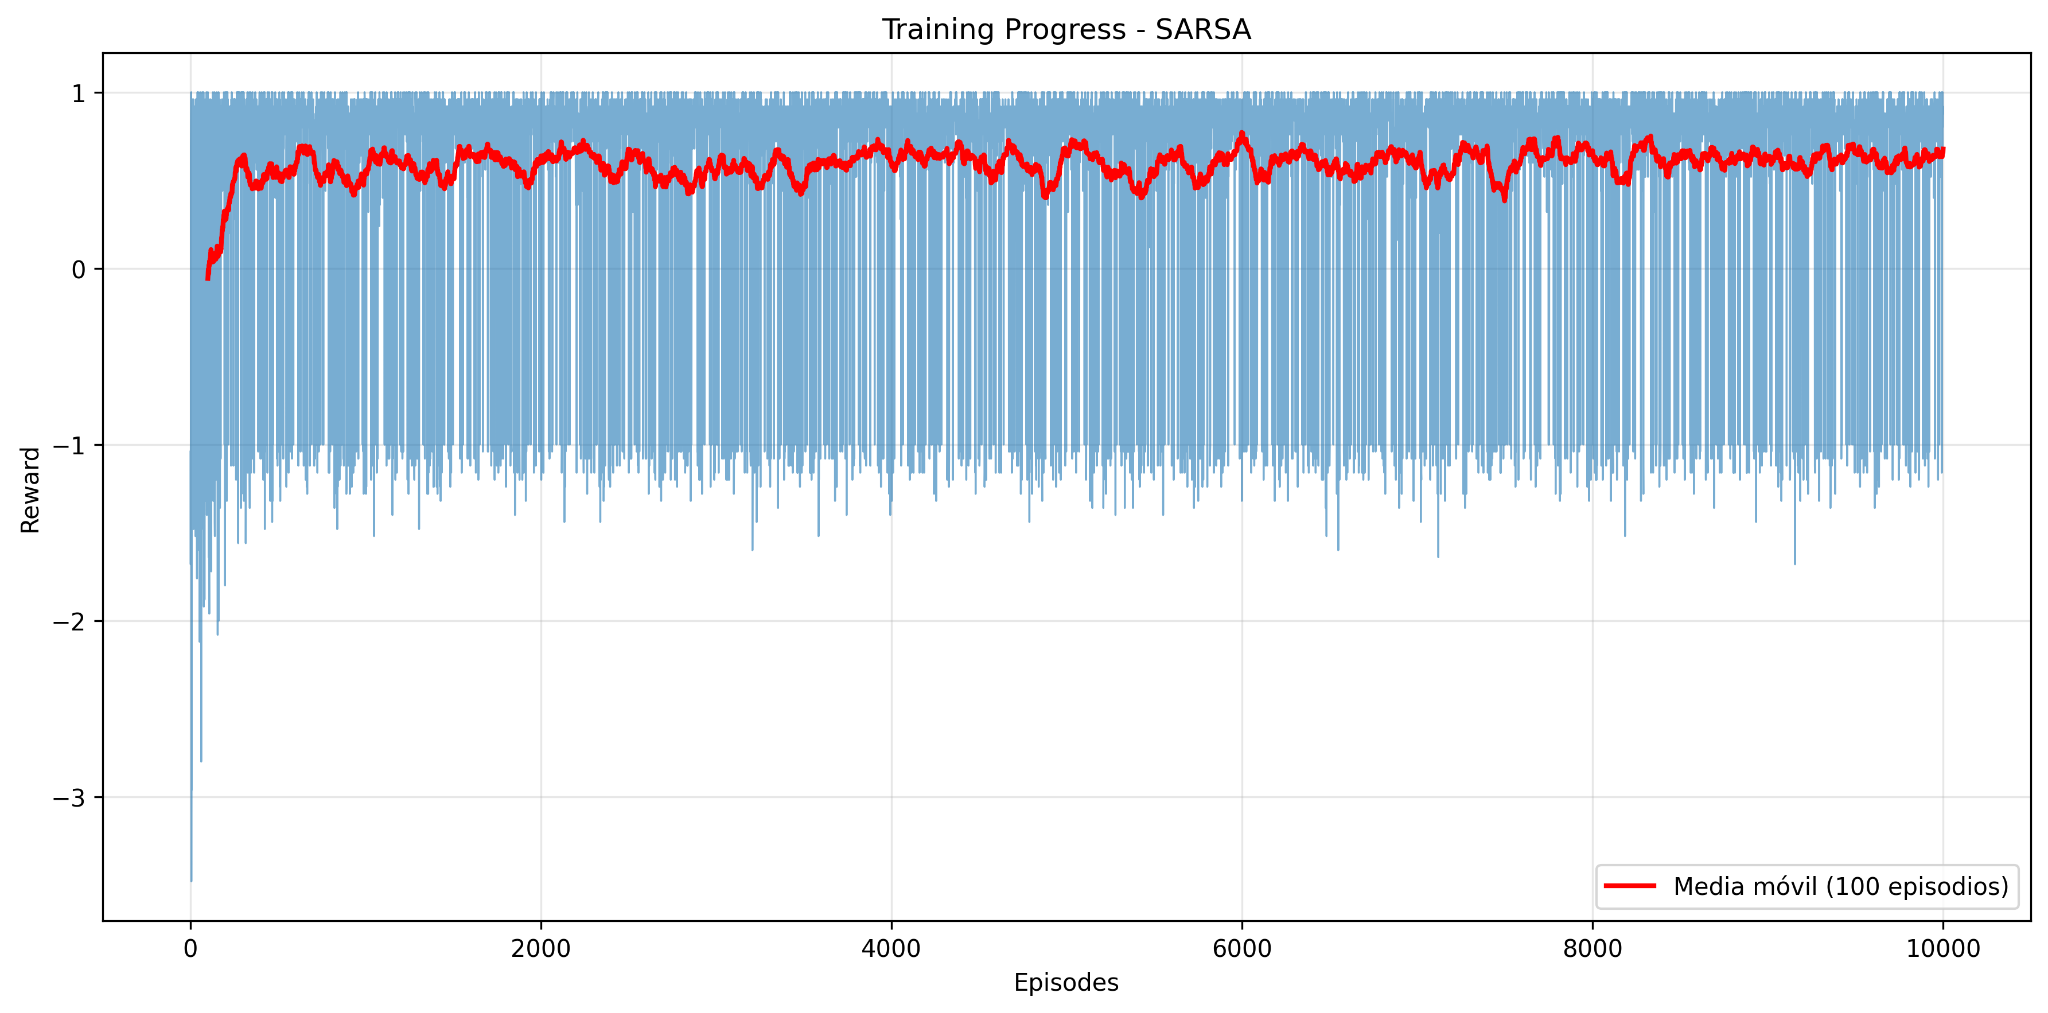 Training Progress - SARSA
1
0
−1
−2
−3
Reward
0 2000 4000 6000 8000 10000
Episodes
Media móvil (100 episodios)